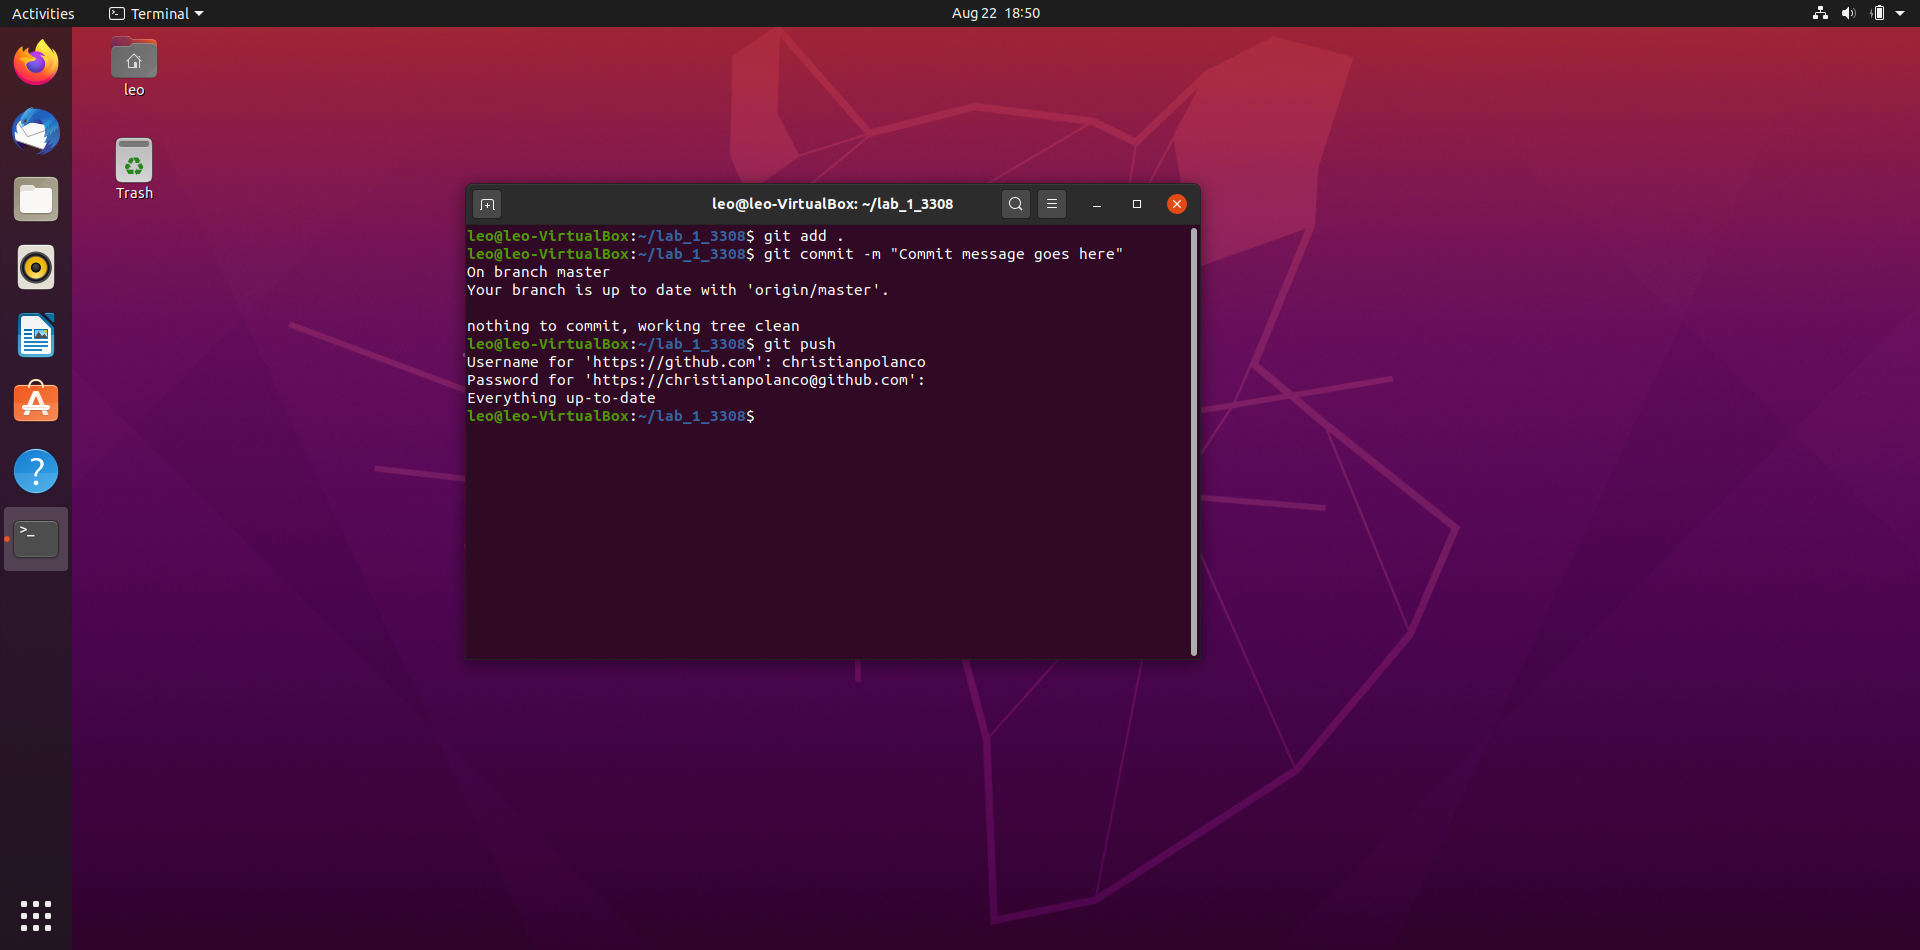 Activities
Terminal
Aug 22 18:50
leo
Trash
leo@leo-VirtualBox: ~/lab_1_3308
leo@leo-VirtualBox:~/lab_1_3308$ git add .
leo@leo-VirtualBox:~/lab_1_3308$ git commit -m "Commit message goes here"
On branch master
Your branch is up to date with 'origin/master'.
nothing to commit, working tree clean
leo@leo-VirtualBox:~/lab_1_3308$ git push
Username for 'https://github.com': christianpolanco
Password for 'https://christianpolanco@github.com':
Everything up-to-date
leo@leo-VirtualBox:~/lab_1_3308$